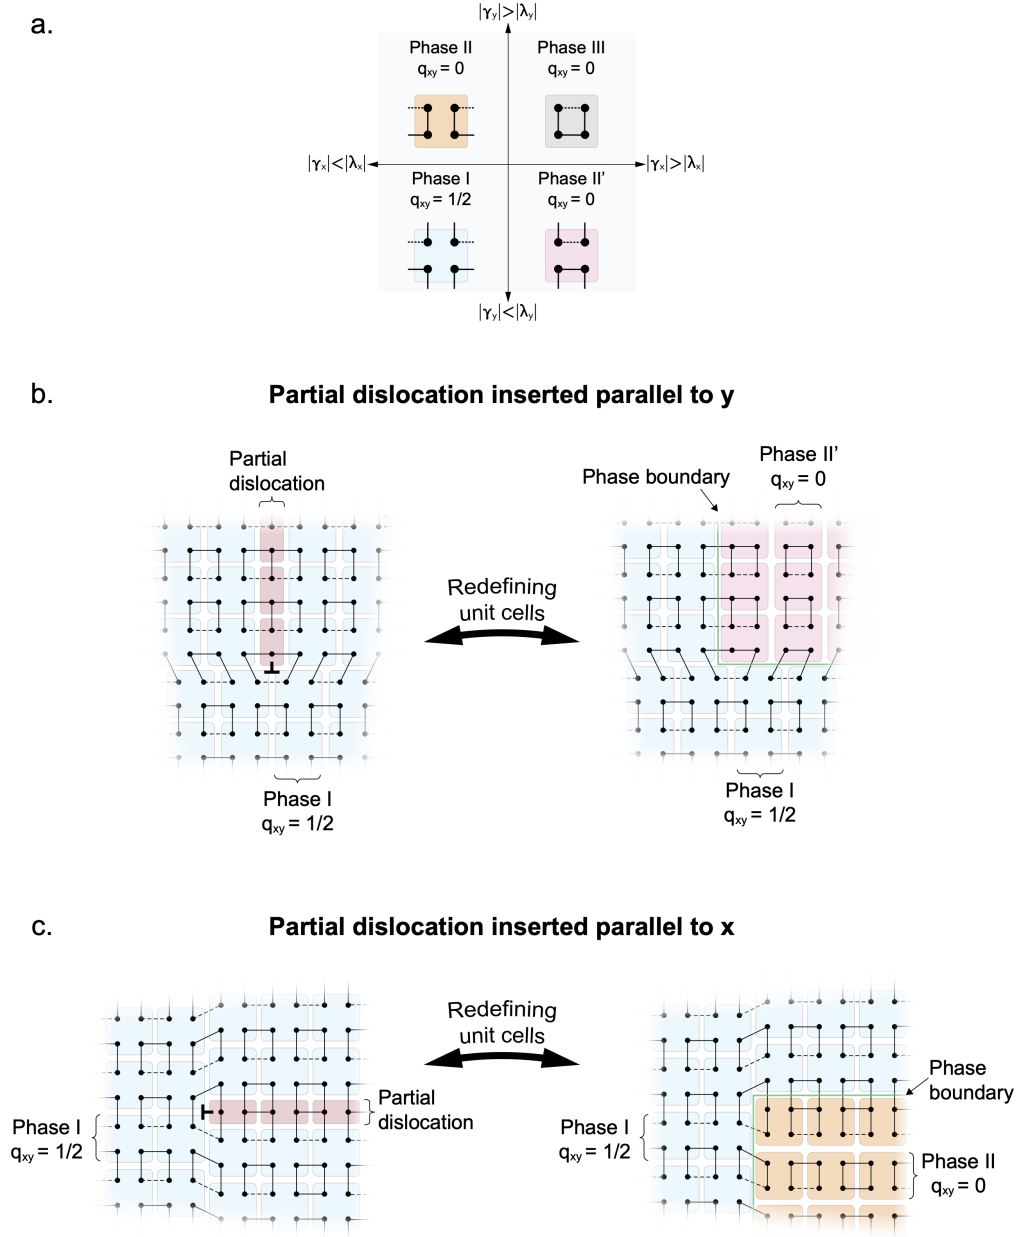 a.
|γy|>|λy|
Phase II
qxy = 0
Phase III
qxy = 0
|γx|<|λx|
|γx|>|λx|
Phase I
qxy = 1/2
Phase II’
qxy = 0
|γy|<|λy|
b.
Partial dislocation inserted parallel to y
Partial
dislocation
Phase II’
qxy = 0
Phase boundary
Redefining
unit cells
Phase I
qxy = 1/2
Phase I
qxy = 1/2
c.
Partial dislocation inserted parallel to x
Redefining
unit cells
Phase
boundary
Partial
dislocation
Phase I
qxy = 1/2
Phase I
qxy = 1/2
Phase II
qxy = 0